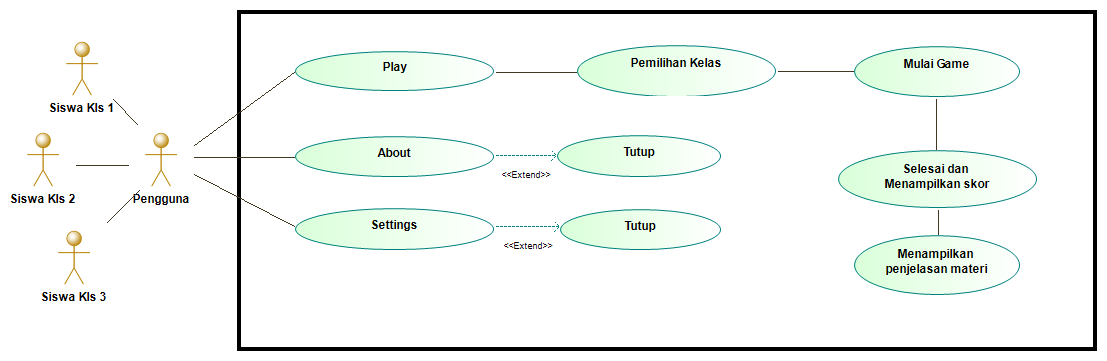 Siswa Kls 1
Siswa Kls 2
Pengguna
Siswa Kls 3
Play
Pemilihan Kelas
Mulai Game
About
<<Extend>>
Tutup
Selesai dan
Menampilkan skor
Settings
<<Extend>>
Tutup
Menampilkan
penjelasan materi